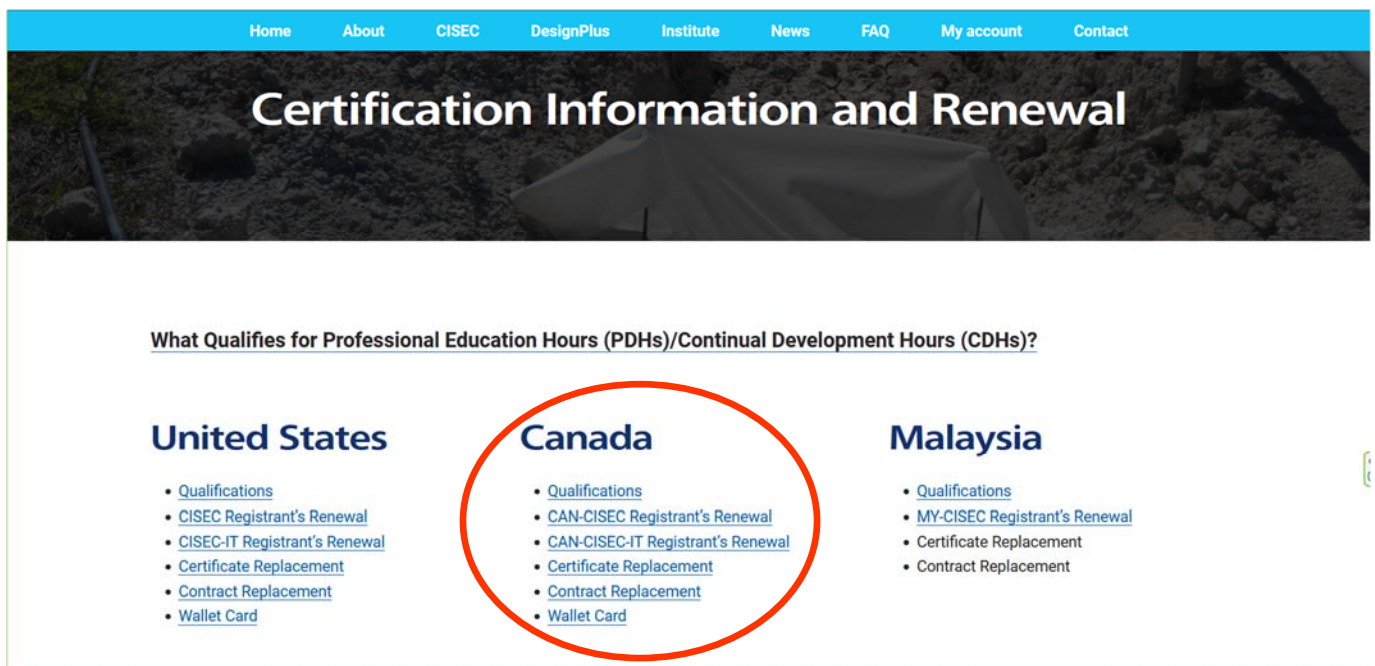 Home About CISEC DesignPlus Institute News FAQ My account Contact
Certification Information and Renewal
What Qualifies for Professional Education Hours (PDHs)/Continual Development Hours (CDHs)?
United States
• Qualifications
• CISEC Registrant's Renewal
• CISEC-IT Registrant's Renewal
• Certificate Replacement
• Contract Replacement
• Wallet Card
Canada
• Qualifications
• CAN-CISEC Registrant's Renewal
• CAN-CISEC-IT Registrant's Renewal
• Certificate Replacement
• Contract Replacement
• Wallet Card
Malaysia
• Qualifications
• MY-CISEC Registrant's Renewal
• Certificate Replacement
• Contract Replacement